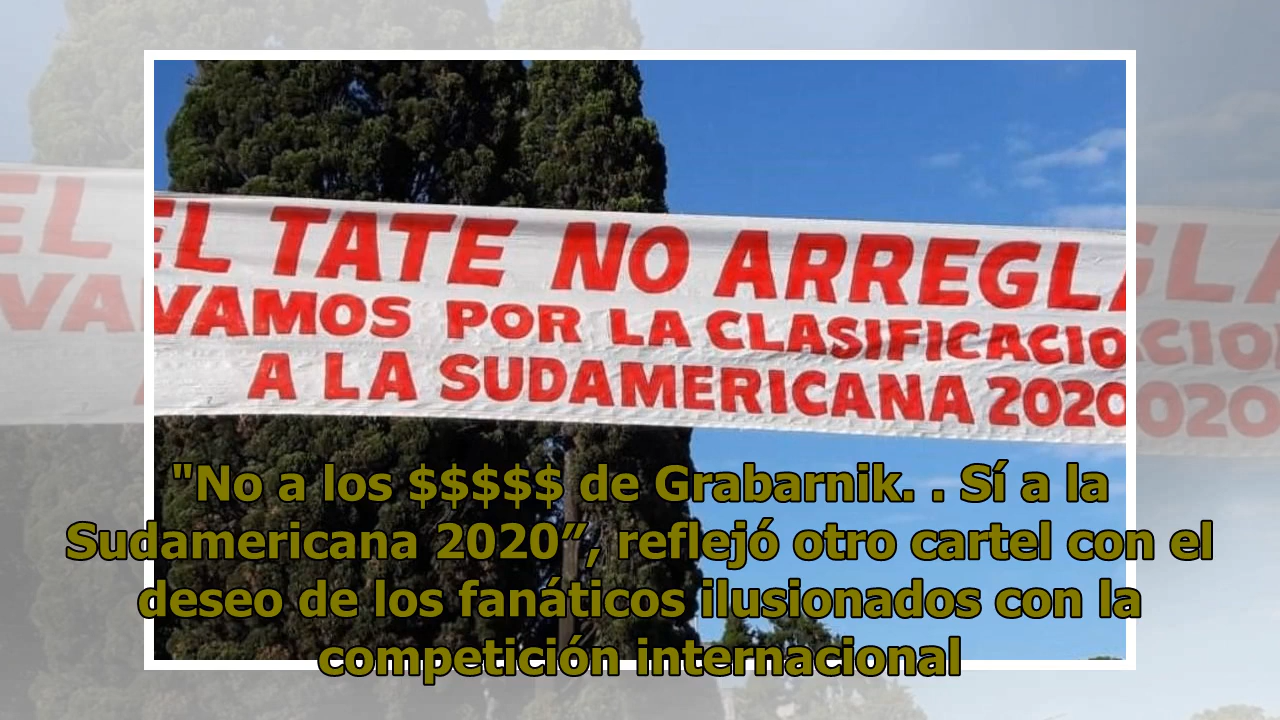 EL TATE NO ARREGLA
VAMOS POR LA CLASIFICACIO
A LA SUDAMERICANA 2020
"No a los $$$$$ de Grabarnik. . Sí a la
Sudamericana 2020”, reflejó otro cartel con el
deseo de los fanáticos ilusionados con la
competición internacional